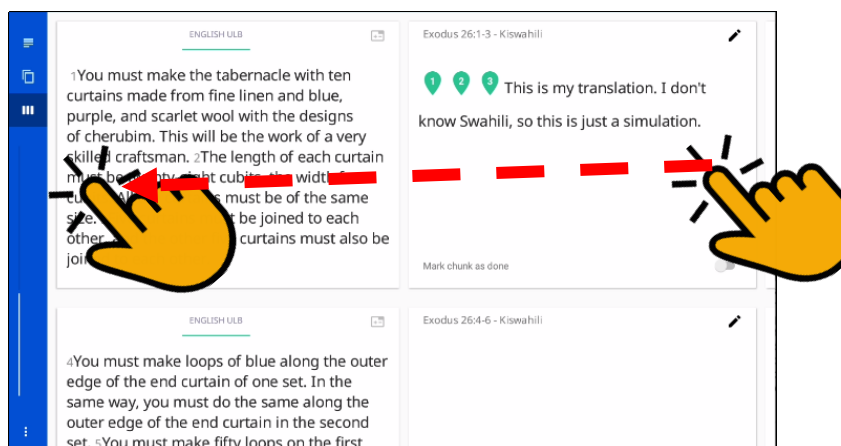 ENGLISH ULB
1You must make the tabernacle with ten
curtains made from fine linen and blue,
purple, and scarlet wool with the designs
of cherubim. This will be the work of a very
skilled craftsman. 2The length of each curtain
must be cubits, the width
must be of the same
be joined to each
other, curtains must also be
Exodus 26:1-3 - Kiswahili
1 2 3 This is my translation. I don't
know Swahili, so this is just a simulation.
Mark chunk as done
ENGLISH ULB
4You must make loops of blue along the outer
edge of the end curtain of one set. In the
same way, you must do the same along the
outer edge of the end curtain in the second
set. 5You must make fifty loops on the first
Exodus 26:4-6 - Kiswahili